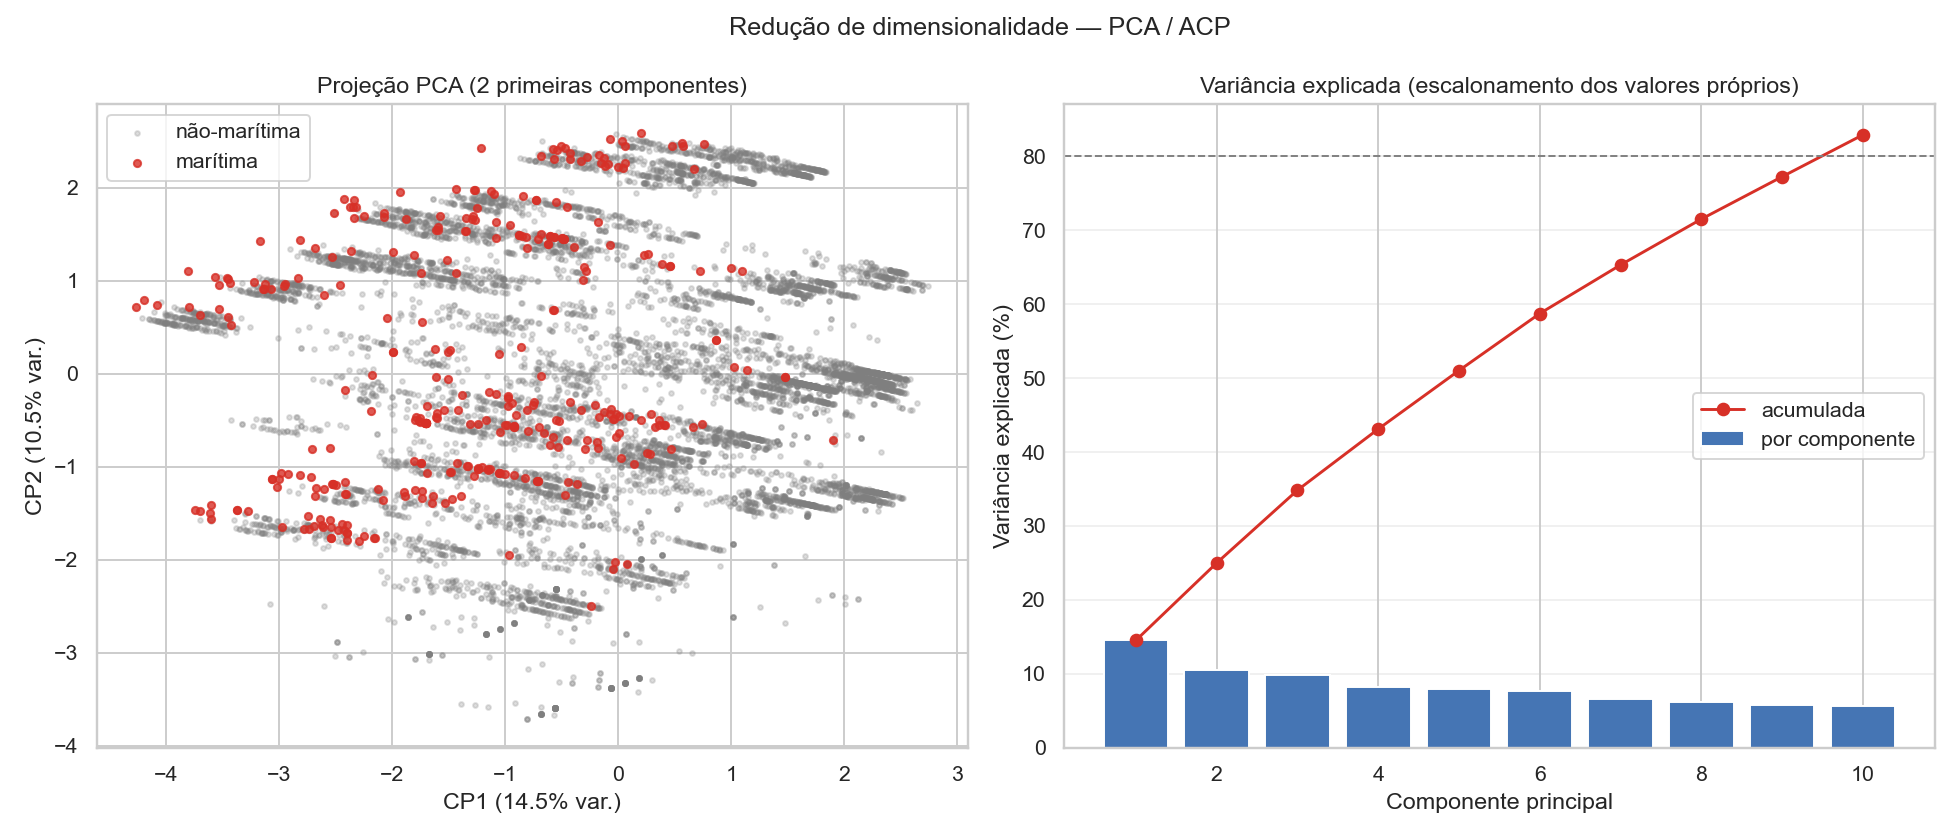 Redução de dimensionalidade — PCA / ACP
Projeção PCA (2 primeiras componentes)
não-marítima
marítima
2
1
0
−1
−2
−3
−4
CP2 (10.5% var.)
−4 −3 −2 −1 0 1 2 3
CP1 (14.5% var.)
Variância explicada (escalonamento dos valores próprios)
80
70
60
50
40
30
20
10
0
Variância explicada (%)
acumulada
por componente
2 4 6 8 10
Componente principal